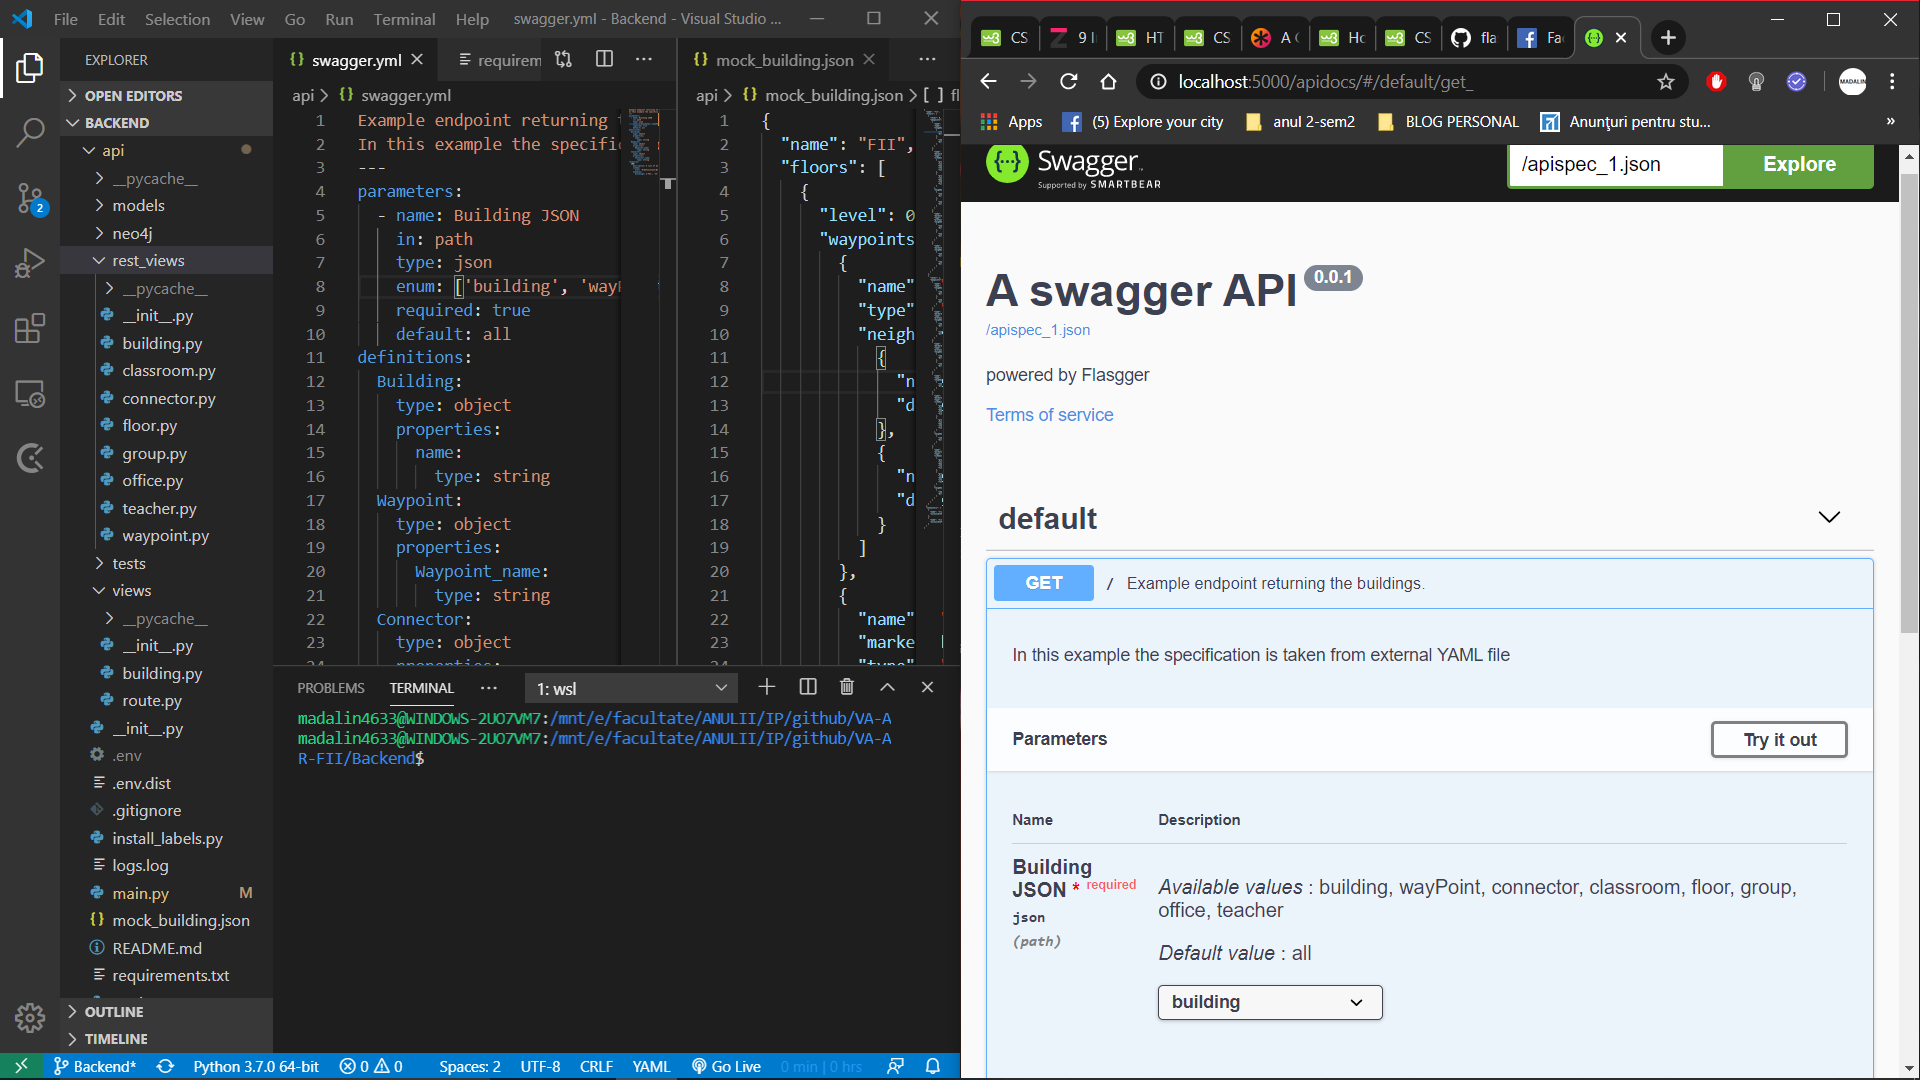 File Edit Selection View Go Run Terminal Help swagger.yml - Backend - Visual Studio ...
EXPLORER
OPEN EDITORS
BACKEND
api
__pycache__
models
neo4j
rest_views
__pycache__
__init__.py
building.py
classroom.py
connector.py
floor.py
group.py
office.py
teacher.py
waypoint.py
tests
views
__pycache__
__init__.py
building.py
route.py
__init__.py
.env
.env.dist
.gitignore
install_labels.py
logs.log
main.py M
mock_building.json
README.md
requirements.txt
OUTLINE
TIMELINE
2
swagger.yml requirem
api > swagger.yml
1 Example endpoint returning
2 In this example the specific
3 ---
4 parameters:
5 - name: Building JSON
6 in: path
7 type: json
8 enum: ['building', 'way
9 required: true
10 default: all
11 definitions:
12 Building:
13 type: object
14 properties:
15 name:
16 type: string
17 Waypoint:
18 type: object
19 properties:
20 Waypoint_name:
21 type: string
22 Connector:
23 type: object
24 properties:
mock_building.json
api > mock_building.json > [ ] fl
1 {
2 "name": "FII",
3 "floors": [
4 {
5 "level": 0
6 "waypoints
7 {
8 "name"
9 "type"
10 "neigh
11 {
12 "n
13 "d
14 },
15 {
16 "n
17 "d
18 }
19 ]
20 },
21 {
22 "name"
23 "marke
24 "type"
PROBLEMS TERMINAL ... 1: wsl
madalin4633@WINDOWS-2UO7VM7:/mnt/e/facultate/ANULII/IP/github/VA-A
madalin4633@WINDOWS-2UO7VM7:/mnt/e/facultate/ANULII/IP/github/VA-A
R-FII/Backend$
Backend* Python 3.7.0 64-bit 0 0 Spaces: 2 UTF-8 CRLF YAML Go Live 0 min | 0 hrs
CS 9 I HT CS A Ho CS fla Fac
localhost:5000/apidocs/#/default/get_
MADALIN
Apps (5) Explore your city anul 2-sem2 BLOG PERSONAL Anunţuri pentru stu... »
Swagger
Supported by SMARTBEAR
/apispec_1.json Explore
A swagger API 0.0.1
/apispec_1.json
powered by Flasgger
Terms of service
default
GET / Example endpoint returning the buildings.
In this example the specification is taken from external YAML file
Parameters Try it out
Name Description
Building
JSON * required
json
(path)
Available values : building, wayPoint, connector, classroom, floor, group,
office, teacher
Default value : all
building